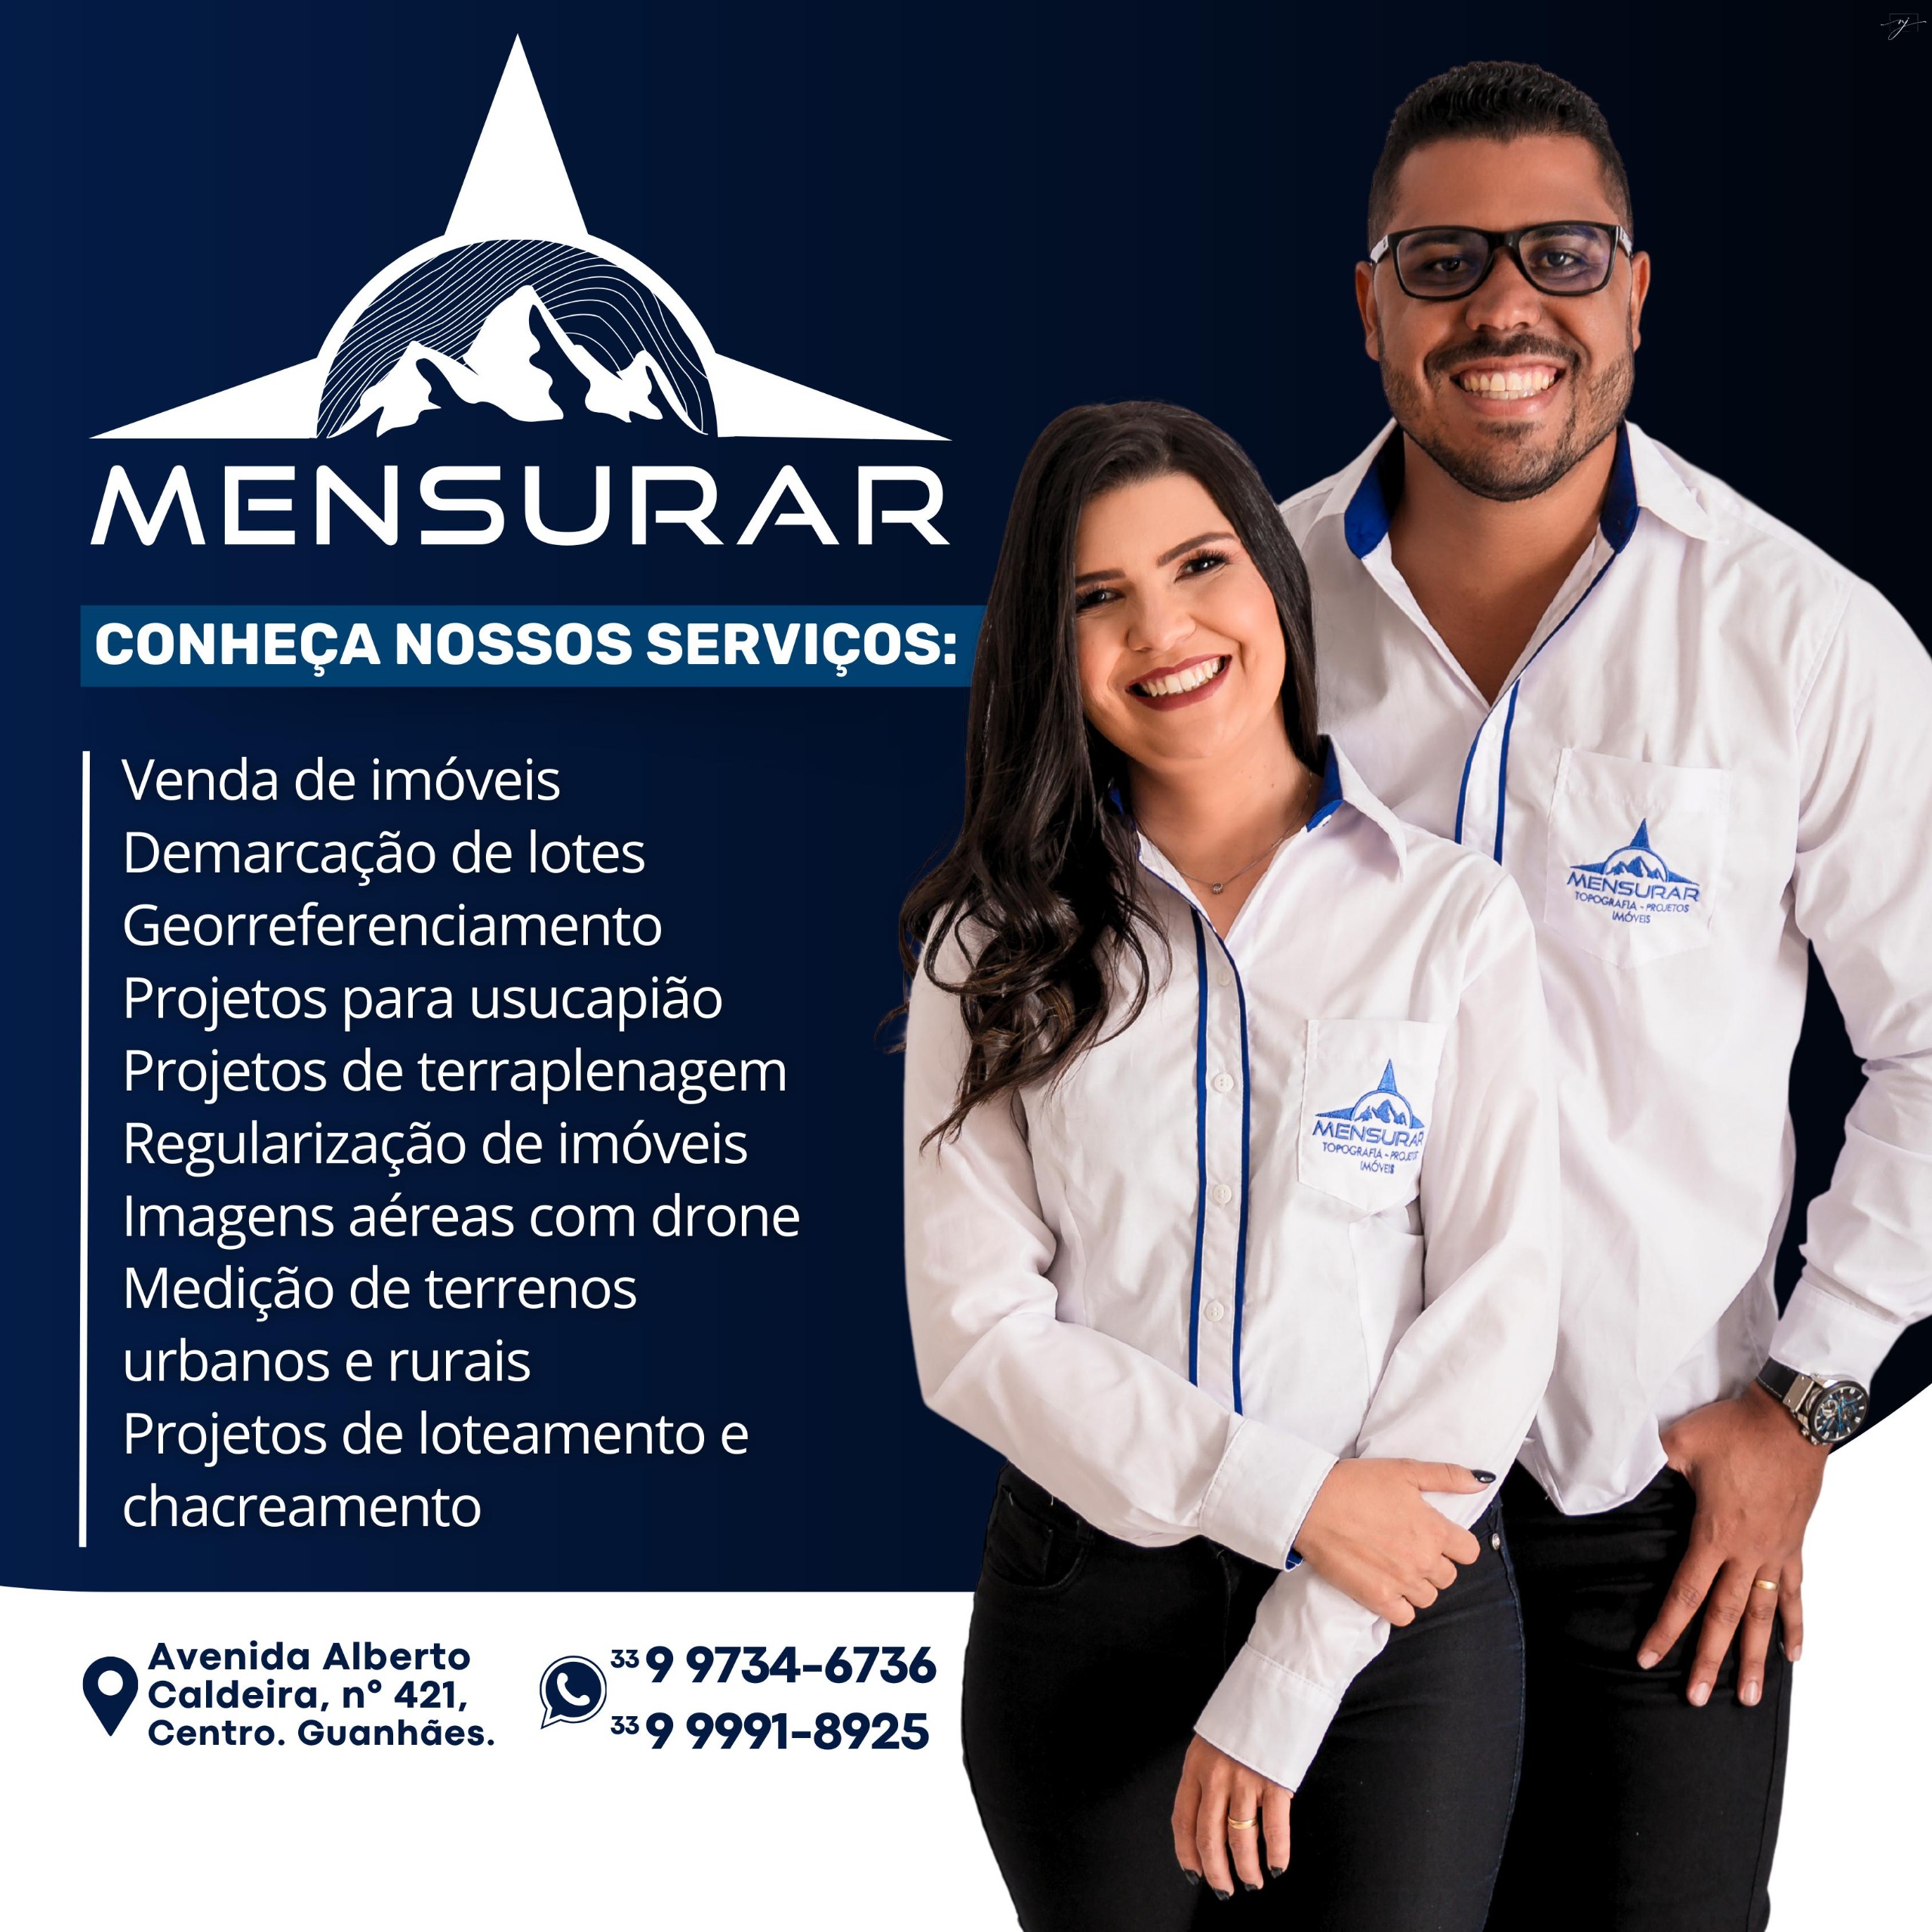 MENSURAR
CONHEÇA NOSSOS SERVIÇOS:
Venda de imóveis
Demarcação de lotes
Georreferenciamento
Projetos para usucapião
Projetos de terraplenagem
Regularização de imóveis
Imagens aéreas com drone
Medição de terrenos
urbanos e rurais
Projetos de loteamento e
chacreamento
MENSURAR
TOPOGRAFIA - PROJETOS
IMÓVEIS
MENSURAR
TOPOGRAFIA - PROJETOS
IMÓVEIS
Avenida Alberto
Caldeira, nº 421,
Centro. Guanhães.
33 9 9734-6736
33 9 9991-8925